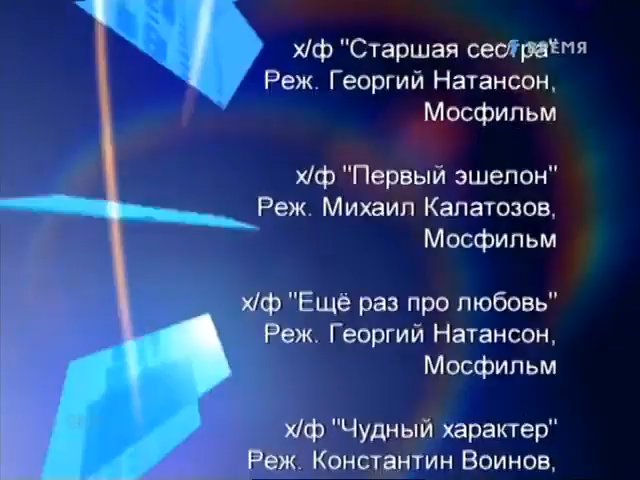 х/ф "Старшая сестра"
ВРЕМЯ
Реж. Георгий Натансон,
Мосфильм
х/ф "Первый эшелон"
Реж. Михаил Калатозов,
Мосфильм
х/ф "Ещё раз про любовь"
Реж. Георгий Натансон,
Мосфильм
х/ф "Чудный характер"
Реж. Константин Воинов,